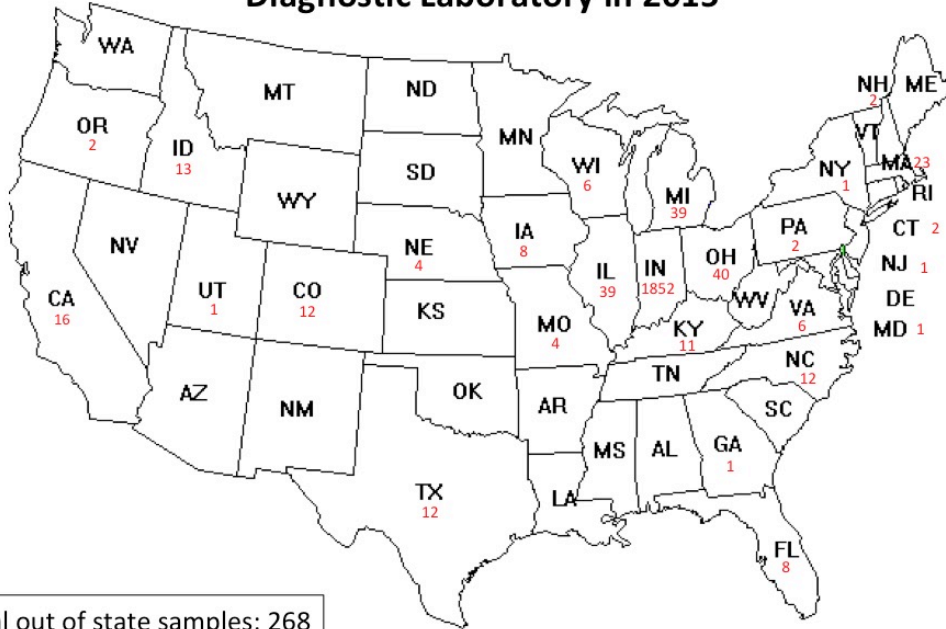 Diagnostic Laboratory in 2015
WA
MT
ND
MN
NH
2
ME
VT
OR
2
ID
13
SD
WI
6
MI
39
NY
1
MA 23
RI
WY
IA
8
PA
2
CT 2
NV
NE
4
IL
39
IN
1852
OH
40
NJ 1
UT
1
CO
12
KS
MO
4
WV
VA
6
DE
CA
16
KY
11
MD 1
AZ
NM
OK
TN
NC
12
AR
SC
MS
AL
GA
1
TX
12
LA
FL
8
out of state samples: 268